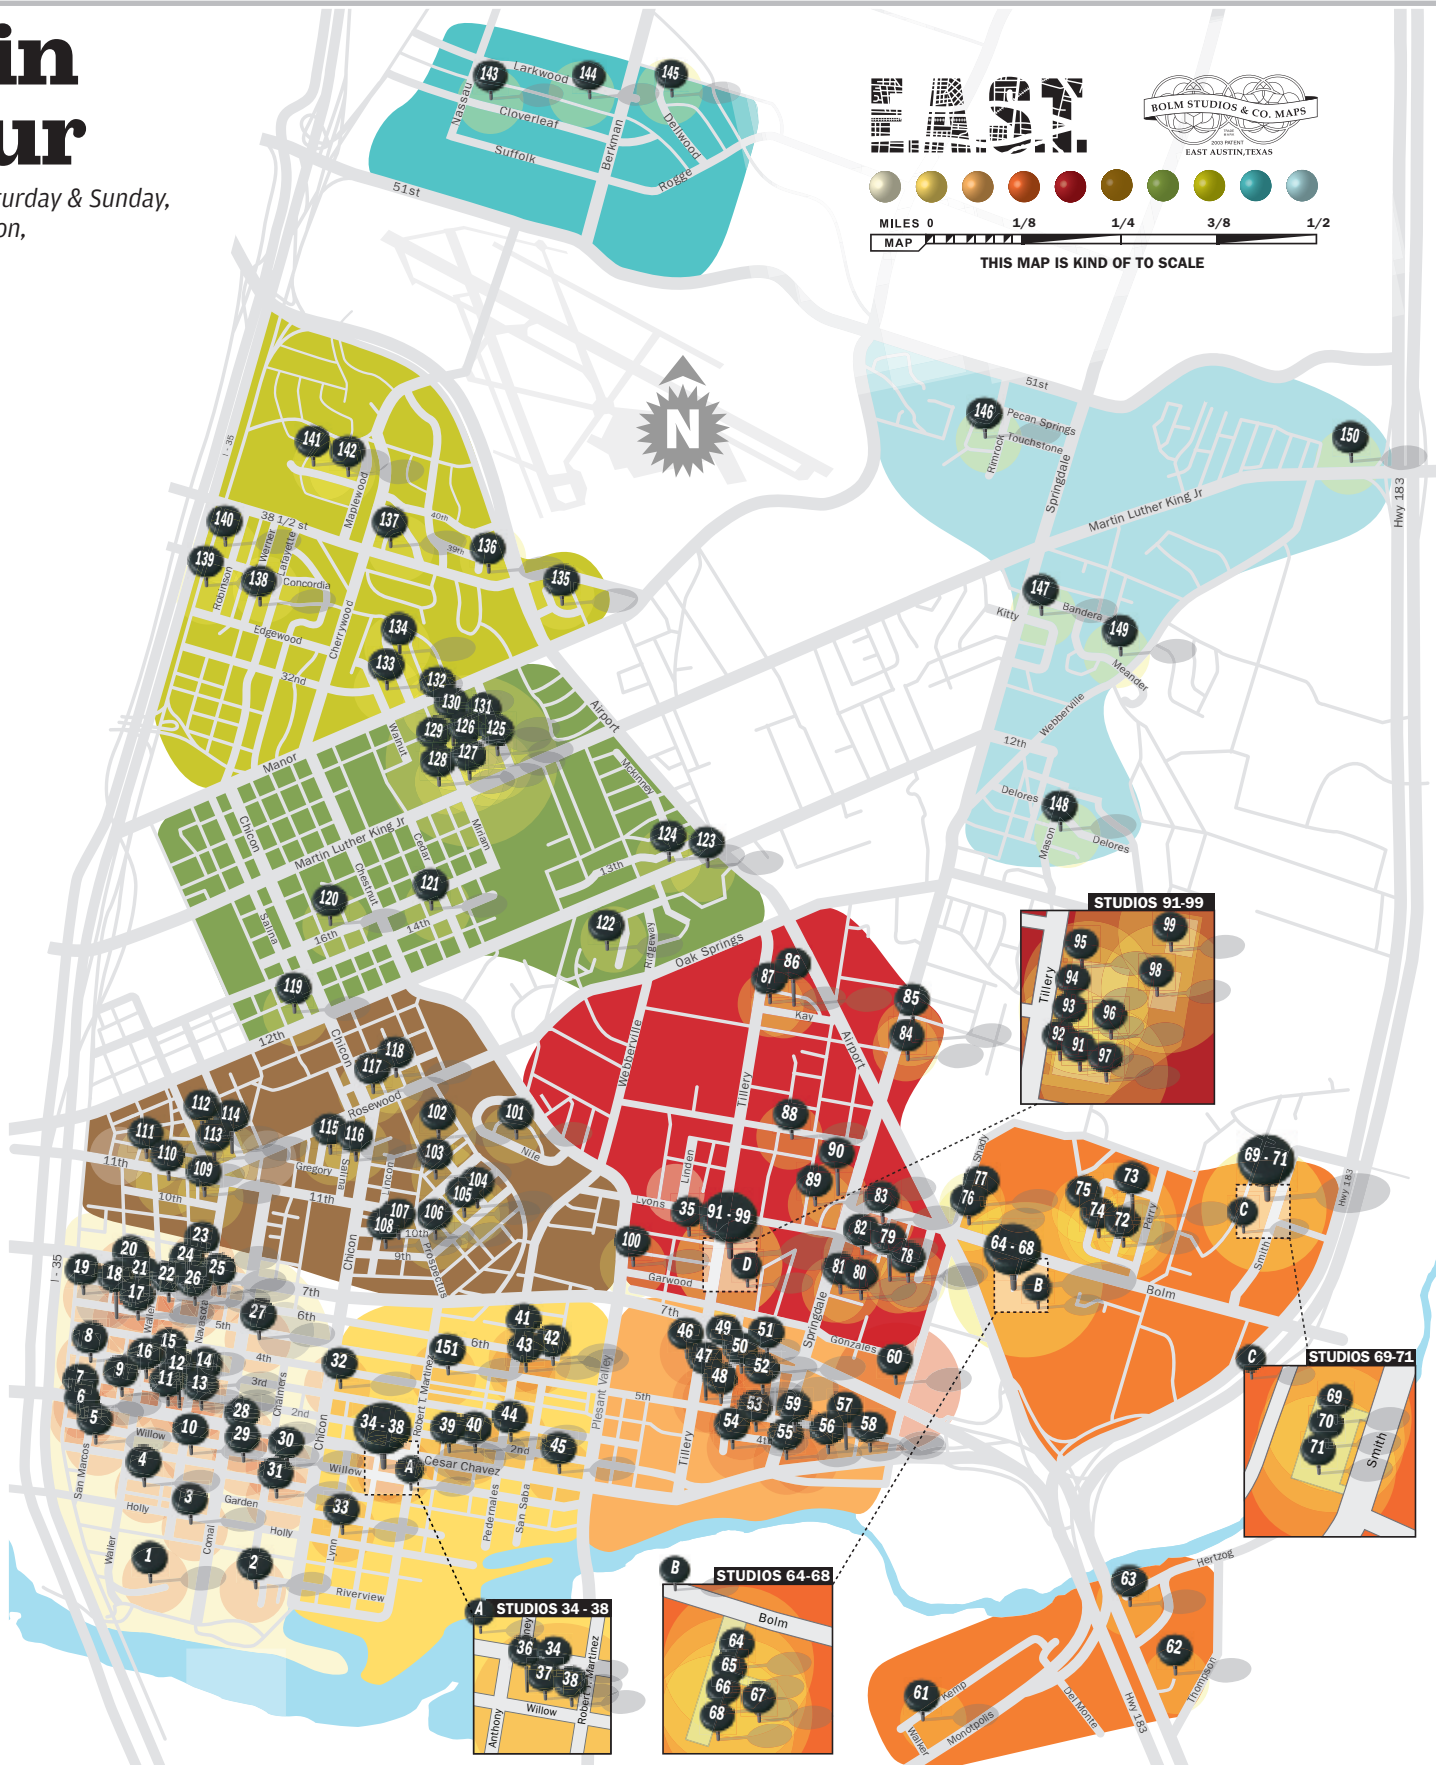 in
ur
urday & Sunday,
on,
E.A.S.T.
BOLM STUDIOS & CO. MAPS
2003 PATENT
EAST AUSTIN, TEXAS
MILES 0 1/8 1/4 3/8 1/2
MAP
THIS MAP IS KIND OF TO SCALE
N
143
144
145
Larkwood
Nassau
Cloverleaf
Suffolk
Berkman
Dellwood
Rogge
51st
51st
146
Pecan Springs
Touchstone
Rimrock
Springdale
150
Martin Luther King Jr
Hwy 183
147
Kitty
Bandera
149
Meander
Webberville
12th
Delores
148
Mason
Delores
I - 35
141
142
Maplewood
140
38 1/2 st
137
40th
39th
136
135
139
Werner
Lafayette
138
Concordia
Robinson
Edgewood
Cherrywood
134
133
32nd
132
130
131
129
126
125
128
127
Walnut
Airport
Manor
Mckinney
Chicon
Martin Luther King Jr
Cedar
Miriam
Chestnut
124
123
13th
120
121
16th
14th
Salina
122
Ridgeway
Oak Springs
119
12th
Chicon
118
117
Rosewood
112
114
111
113
110
109
115
116
102
101
103
Nile
104
105
106
107
108
11th
10th
Gregory
Salina
Lincoln
11th
10th
9th
Prospectus
Chicon
7th
86
87
Kay
85
84
Airport
Webberville
Tillery
88
90
89
Linden
Lyons
35
91 - 99
100
D
Garwood
83
82
79
78
81
80
Springdale
Gonzales
60
STUDIOS 91-99
Tillery
95
99
94
98
93
96
92
91
97
Shady
77
76
75
73
74
72
Perry
64 - 68
B
Bolm
69 - 71
C
Smith
Hwy 183
C
STUDIOS 69-71
69
70
71
Smith
I - 35
23
20
24
19
18
21
22
26
25
17
Waller
Navasota
27
6th
5th
8
16
15
4th
9
12
14
11
13
3rd
7
6
5
Chalmers
2nd
28
10
29
30
Willow
4
31
San Marcos
3
Garden
Holly
Holly
Waller
Comal
1
2
32
Chicon
34 - 38
Robert T. Martinez
151
6th
41
43
42
39
40
44
2nd
45
Cesar Chavez
Willow
A
33
Lynn
Riverview
Pedernales
San Saba
Plesant Valley
7th
46
49
51
50
47
52
48
5th
53
59
57
54
55
56
58
4th
Tillery
A
STUDIOS 34 - 38
36
34
37
38
Willow
Anthony
Robert T. Martinez
B
STUDIOS 64-68
Bolm
64
65
66
67
68
63
Hertzog
62
Thompson
61
Kemp
Monotpolis
Walker
Del Monte
Hwy 183